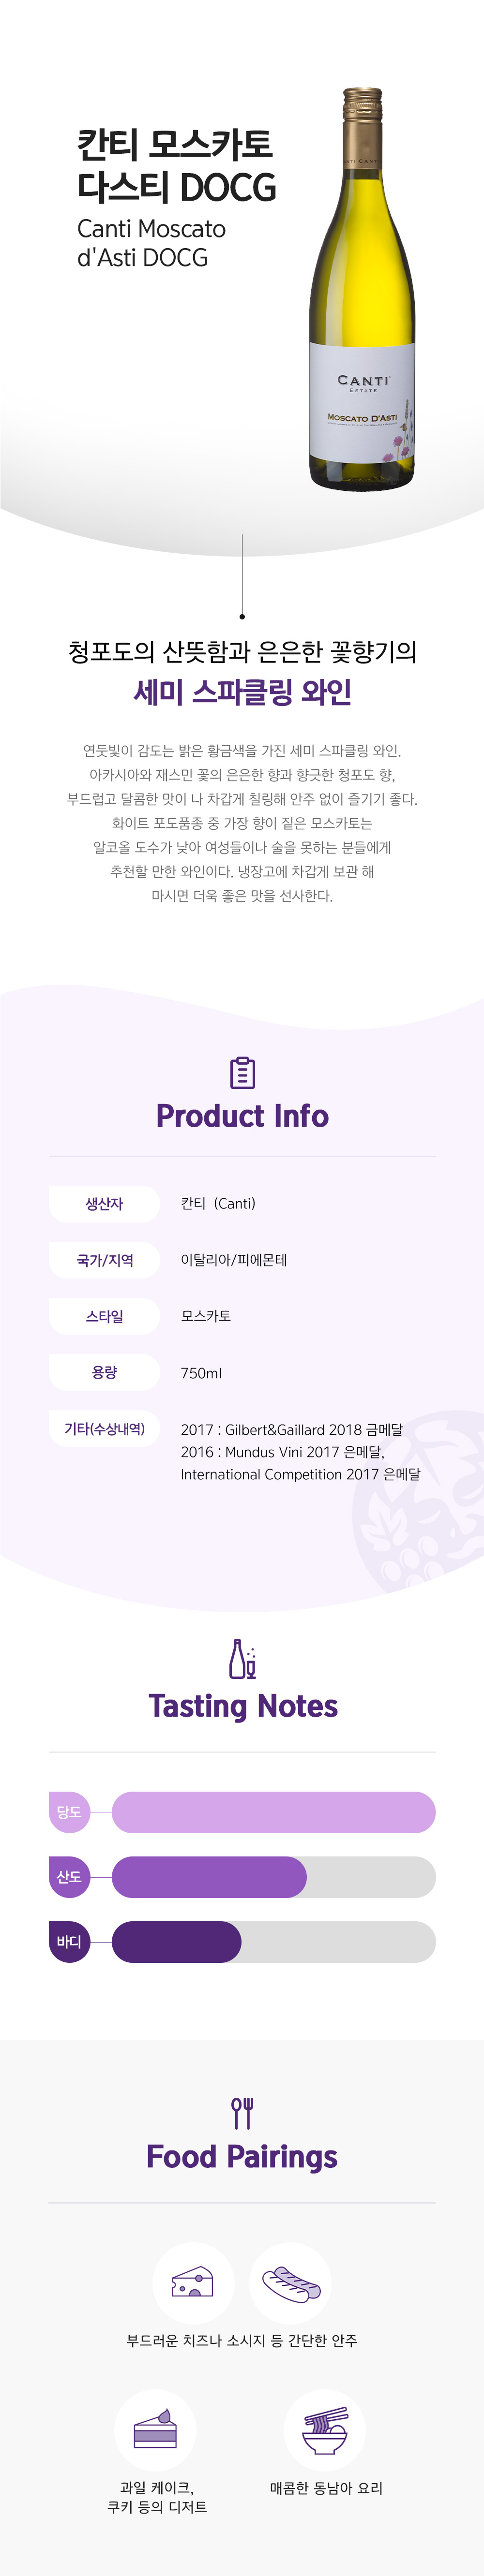 칸티 모스카토
다스티 DOCG
Canti Moscato
d'Asti DOCG
CANTI
ESTATE
MOSCATO D'ASTI
청포도의 산뜻함과 은은한 꽃향기의
세미 스파클링 와인
연둣빛이 감도는 밝은 황금색을 가진 세미 스파클링 와인.
아카시아와 재스민 꽃의 은은한 향과 향긋한 청포도 향,
부드럽고 달콤한 맛이 나 차갑게 칠링해 안주 없이 즐기기 좋다.
화이트 포도품종 중 가장 향이 짙은 모스카토는
알코올 도수가 낮아 여성들이나 술을 못하는 분들에게
추천할 만한 와인이다. 냉장고에 차갑게 보관 해
마시면 더욱 좋은 맛을 선사한다.
Product Info
생산자 칸티 (Canti)
국가/지역 이탈리아/피에몬테
스타일 모스카토
용량 750ml
기타(수상내역) 2017 : Gilbert&Gaillard 2018 금메달
2016 : Mundus Vini 2017 은메달,
International Competition 2017 은메달
Tasting Notes
당도
산도
바디
Food Pairings
부드러운 치즈나 소시지 등 간단한 안주
과일 케이크,
쿠키 등의 디저트
매콤한 동남아 요리